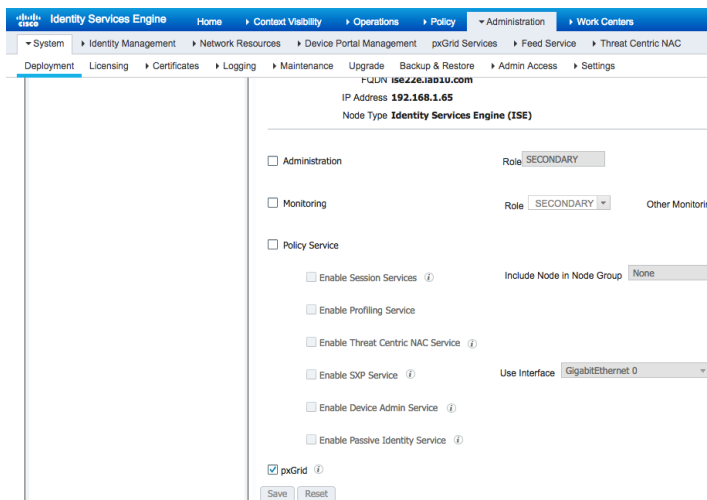 cisco Identity Services Engine Home Context Visibility Operations Policy Administration Work Centers
System Identity Management Network Resources Device Portal Management pxGrid Services Feed Service Threat Centric NAC
Deployment Licensing Certificates Logging Maintenance Upgrade Backup & Restore Admin Access Settings
FQDN ise22e.lab10.com
IP Address 192.168.1.65
Node Type Identity Services Engine (ISE)
Administration Role SECONDARY
Monitoring Role SECONDARY Other Monitorin
Policy Service
Enable Session Services Include Node in Node Group None
Enable Profiling Service
Enable Threat Centric NAC Service
Enable SXP Service Use Interface GigabitEthernet 0
Enable Device Admin Service
Enable Passive Identity Service
pxGrid
Save Reset